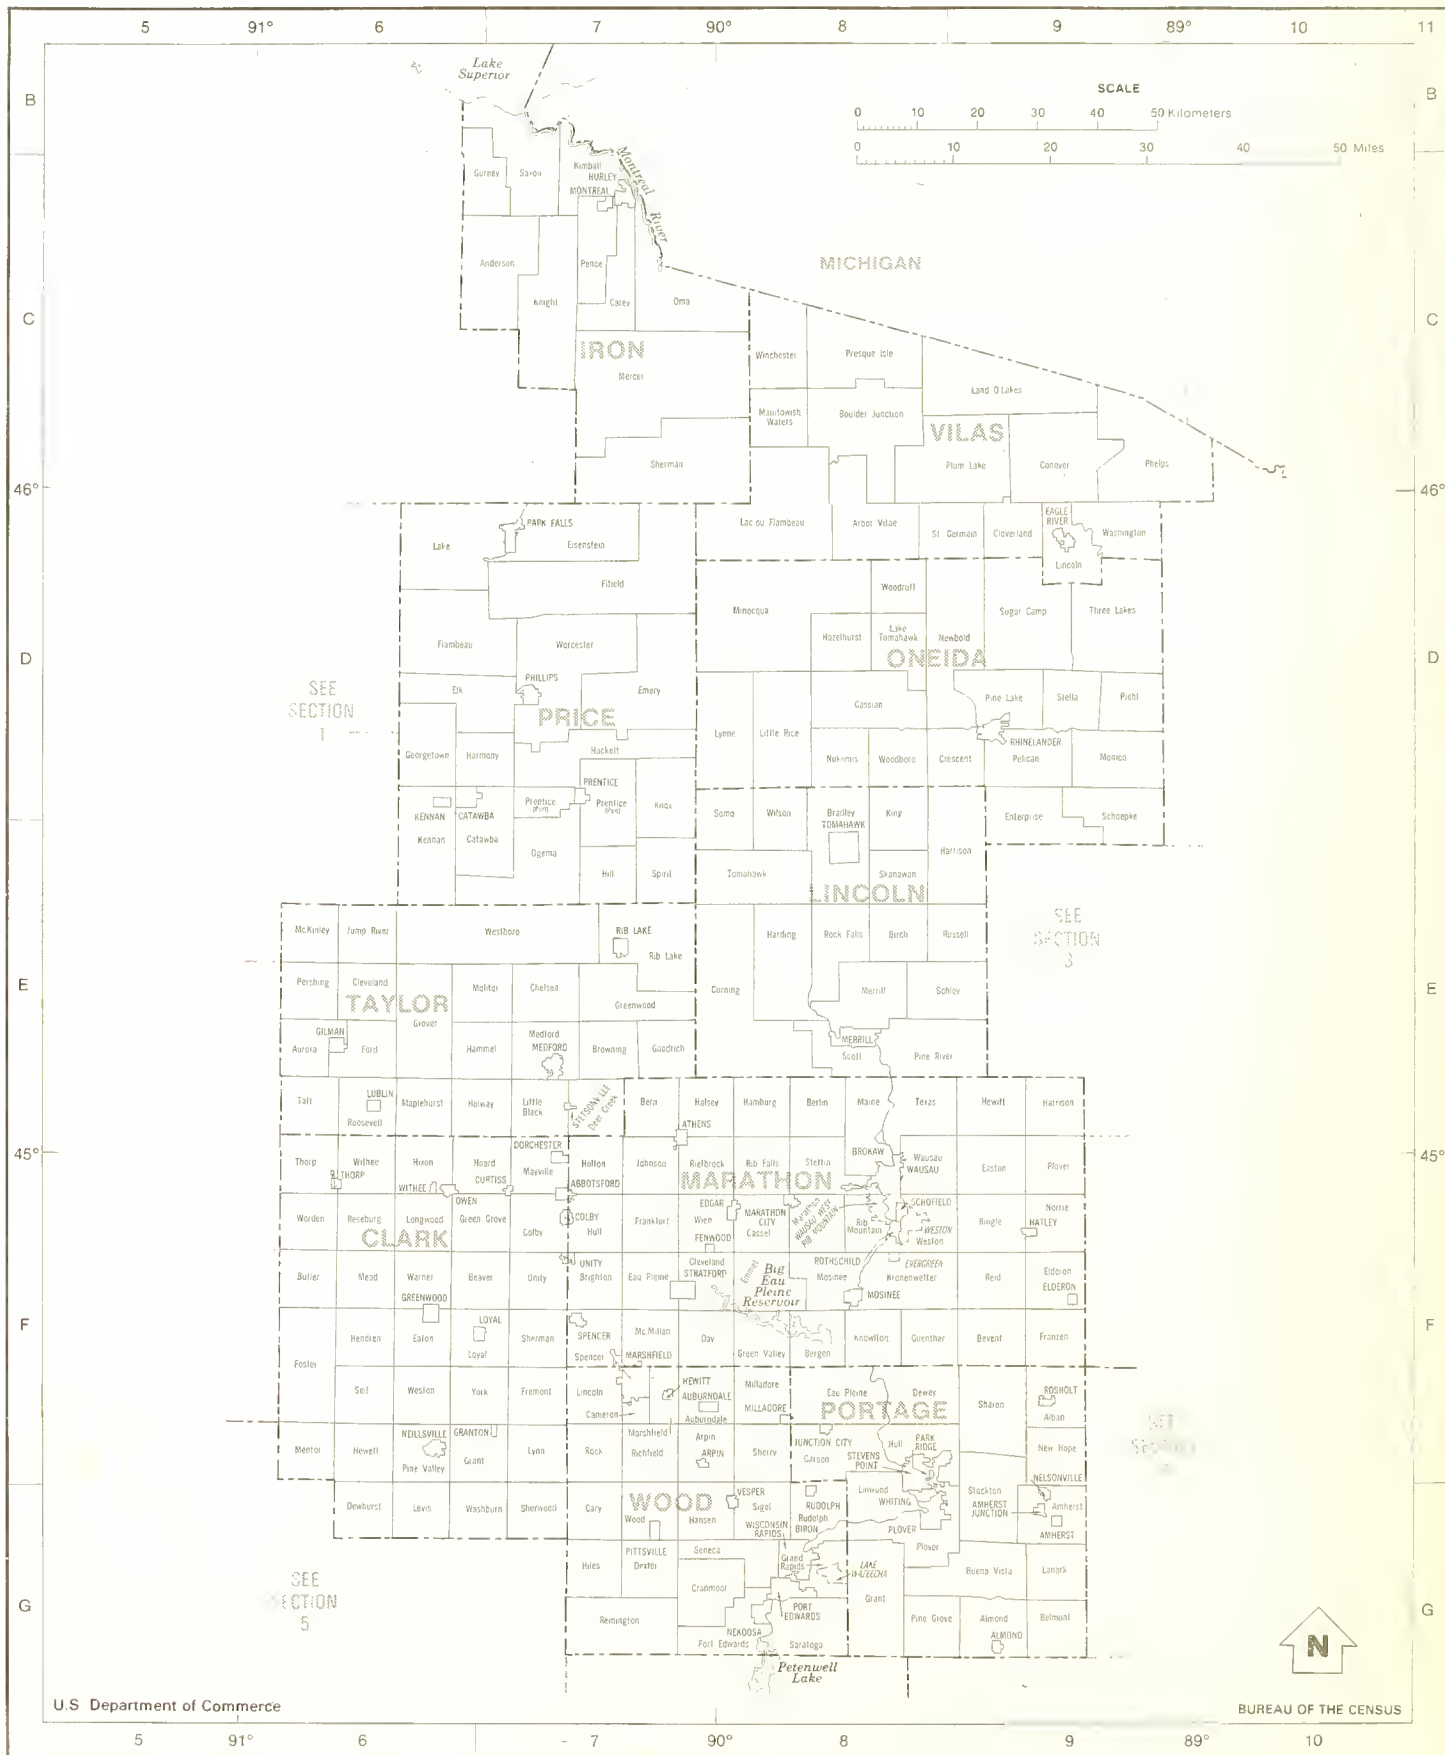 5 91° 6 7 90° 8 9 89° 10 11
Lake
Superior
SCALE
0 10 20 30 40 50 Kilometers
0 10 20 30 40 50 Miles
B B
Gurney
Saxon
Kimball
HURLEY
MONTREAL
Montreal
River
MICHIGAN
Anderson
Knight
Pence
Carey
Oma
C C
IRON
Mercer
Sherman
Winchester
Presque Isle
Land O Lakes
Manitowish
Waters
Boulder Junction
VILAS
Plum Lake
Conover
Phelps
46° 46°
PARK FALLS
Lake
Eisenstein
Lac du Flambeau
Arbor Vitae
St Germain
Cloverland
EAGLE
RIVER
Washington
Lincoln
Fifield
Minocqua
Woodruff
Sugar Camp
Three Lakes
Hazelhurst
Lake
Tomahawk
Newbold
ONEIDA
D D
Flambeau
Worcester
PHILLIPS
Elk
Emery
SEE
SECTION
1
PRICE
Cassian
Pine Lake
Stella
Piehl
Lynne
Little Rice
RHINELANDER
Georgetown
Harmony
Hackett
Nokomis
Woodboro
Crescent
Pelican
Monico
PRENTICE
Prentice
(Part)
Prentice
(Part)
Knox
KENNAN
CATAWBA
Kennan
Catawba
Ogema
Hill
Spirit
Somo
Wilson
Bradley
TOMAHAWK
King
Enterprise
Schoepke
Harrison
Tomahawk
Skanawan
LINCOLN
SEE
SECTION
3
McKinley
Jump River
Westboro
RIB LAKE
Rib Lake
Harding
Rock Falls
Birch
Russell
E E
Pershing
Cleveland
Molitor
Chelsea
Greenwood
TAYLOR
Grover
Corning
Merrill
Schley
GILMAN
Aurora
Ford
Hammel
Medford
MEDFORD
Browning
Goodrich
MERRILL
Scott
Pine River
Taft
LUBLIN
Roosevelt
Maplehurst
Holway
Little
Black
STETSONVILLE
Deer Creek
Bern
Halsey
ATHENS
Hamburg
Berlin
Maine
Texas
Hewitt
Harrison
45° 45°
Thorp
THORP
Withee
Hixon
Hoard
CURTISS
WITHEE
OWEN
DORCHESTER
Mayville
Holton
ABBOTSFORD
Johnson
Rietbrock
Rib Falls
Stettin
BROKAW
Wausau
WAUSAU
Easton
Plover
MARATHON
Worden
Reseburg
Longwood
Green Grove
Colby
COLBY
Hull
Frankfort
EDGAR
Wien
FENWOOD
MARATHON
CITY
Cassel
Marathon
WAUSAU WEST
RIB MOUNTAIN
Rib
Mountain
SCHOFIELD
WESTON
Weston
Ringle
Norrie
HATLEY
CLARK
Butler
Mead
Warner
GREENWOOD
Beaver
Unity
UNITY
Brighton
Eau Pleine
Cleveland
STRATFORD
Emmet
Big
Eau
Pleine
Reservoir
ROTHSCHILD
Mosinee
EVERGREEN
Kronenwetter
MOSINEE
Reid
Elderon
ELDERON
F F
Foster
Hendren
Eaton
LOYAL
Loyal
Sherman
SPENCER
Spencer
Mc Millan
MARSHFIELD
Day
Green Valley
Bergen
Knowlton
Guenther
Bevent
Franzen
Seif
Weston
York
Fremont
Lincoln
Cameron
HEWITT
AUBURNDALE
Auburndale
Milladore
MILLADORE
Eau Pleine
Dewey
PORTAGE
Sharon
ROSHOLT
Alban
Mentor
Hewett
NEILLSVILLE
Pine Valley
GRANTON
Grant
Lynn
Rock
Marshfield
Richfield
Arpin
ARPIN
Sherry
JUNCTION CITY
Carson
STEVENS
POINT
Hull
PARK
RIDGE
New Hope
NELSONVILLE
Dewhurst
Levis
Washburn
Sherwood
Cary
WOOD
Wood
Hansen
VESPER
Sigel
WISCONSIN
RAPIDS
RUDOLPH
Rudolph
BIRON
Linwood
WHITING
PLOVER
Plover
Stockton
AMHERST
JUNCTION
Amherst
AMHERST
Hiles
PITTSVILLE
Dexter
Seneca
Cranmoor
Grand
Rapids
LAKE
WAZEECHA
Buena Vista
Lanark
SEE
SECTION
5
G G
Remington
NEKOOSA
Port Edwards
PORT
EDWARDS
Saratoga
Grant
Pine Grove
Almond
ALMOND
Belmont
Petenwell
Lake
N
U.S Department of Commerce
BUREAU OF THE CENSUS
5 91° 6 7 90° 8 9 89° 10